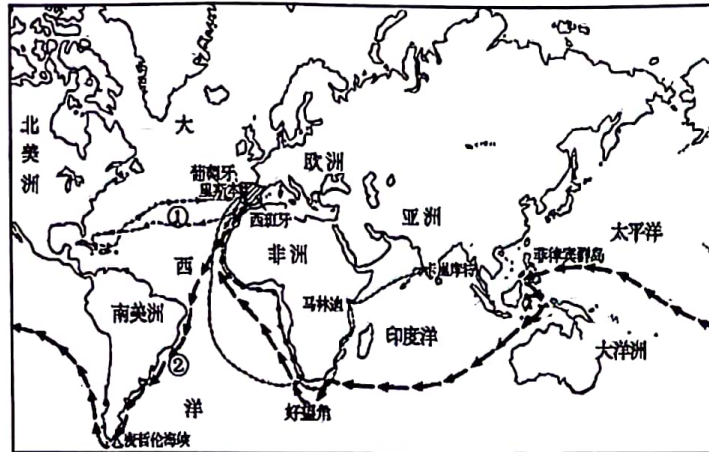 北美洲
大
葡萄牙
里斯本
欧洲
①
西班牙
亚洲
太平洋
西
非洲
卡里库特
菲律宾群岛
南美洲
马林迪
印度洋
大洋洲
②
洋
好望角
麦哲伦海峡